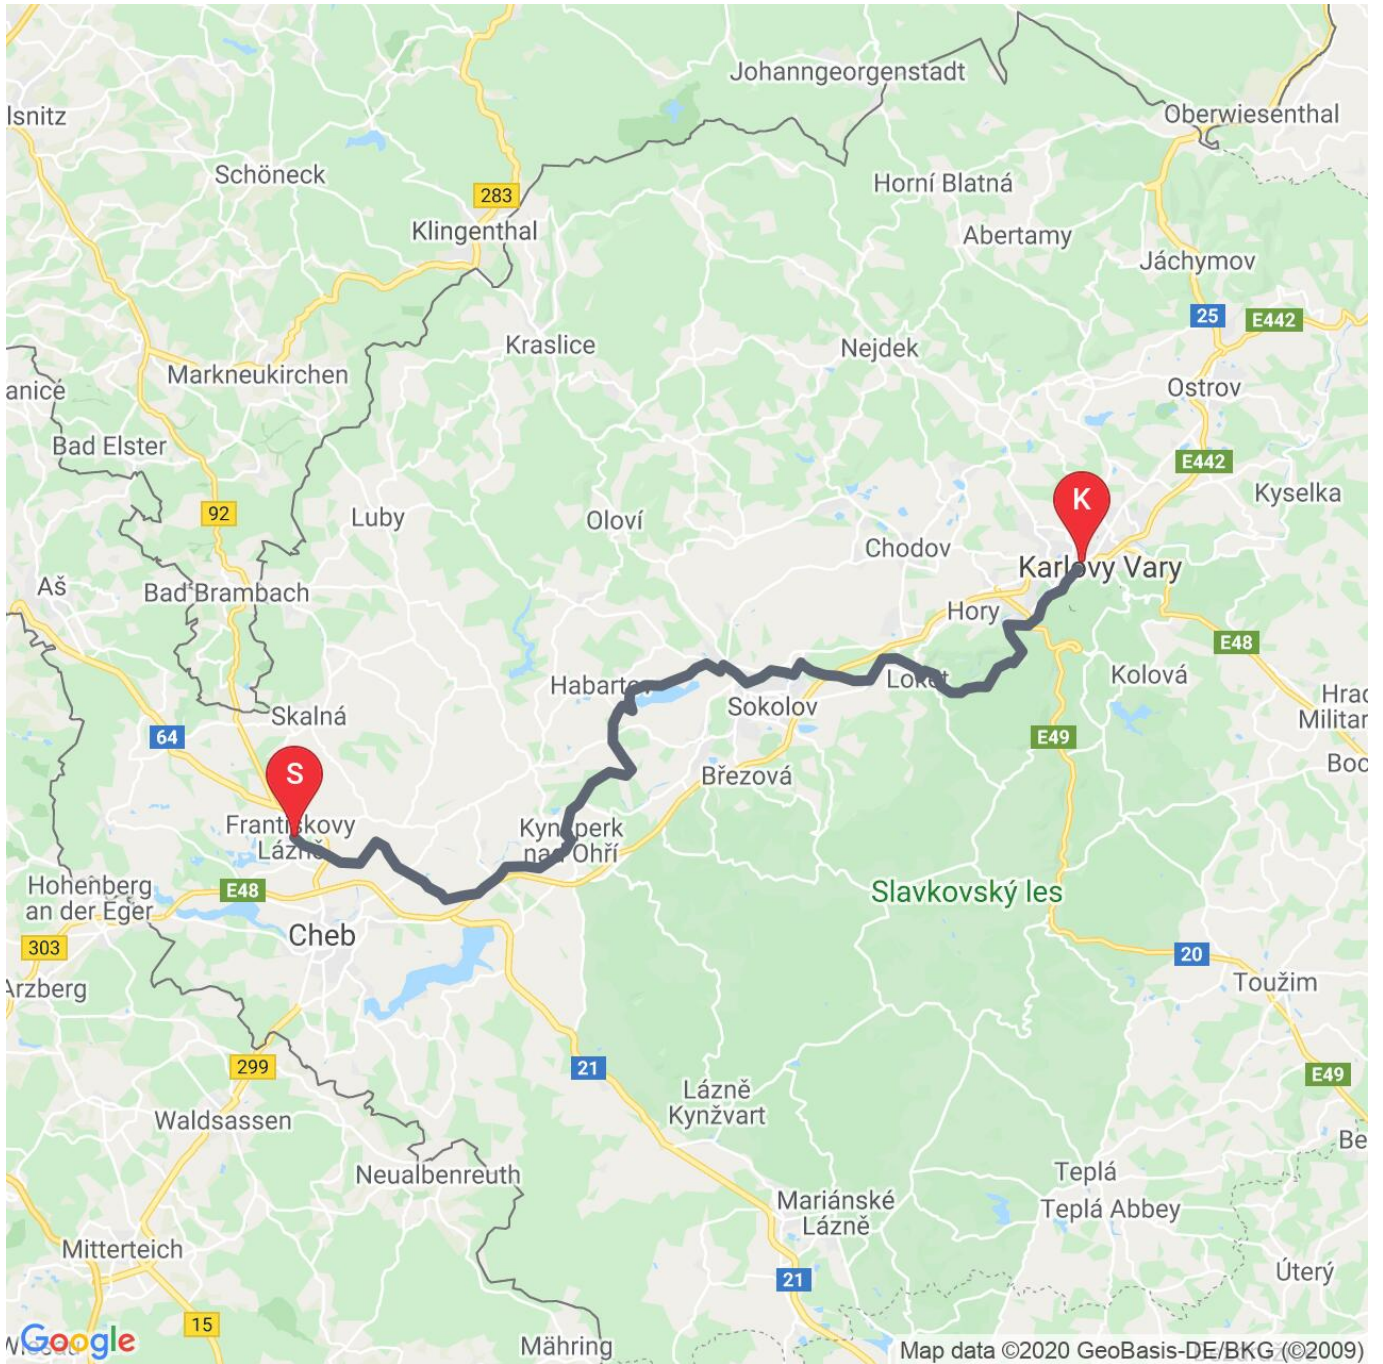 Johanngeorgenstadt
Oberwiesenthal
lsnitz
Schöneck
283
Horní Blatná
Klingenthal
Abertamy
Jáchymov
25
E442
Kraslice
Nejdek
Markneukirchen
Ostrov
anicé
Bad Elster
E442
Kyselka
K
92
Luby
Oloví
Chodov
Karlovy Vary
Aš
Bad Brambach
Hory
E48
Kolová
Habartov
Loket
Hrad
Militar
Sokolov
Skalná
64
E49
Boc
S
Březová
Františkovy
Lázně
Kynšperk
nad Ohří
Hohenberg
an der Eger
E48
Slavkovský les
303
Cheb
20
Arzberg
Toužim
299
21
E49
Lázně
Kynžvart
Waldsassen
Be
Neualbenreuth
Teplá
Mariánské
Lázně
Teplá Abbey
Mitterteich
Úterý
21
15
Google
Mähring
Map data ©2020 GeoBasis-DE/BKG (©2009)